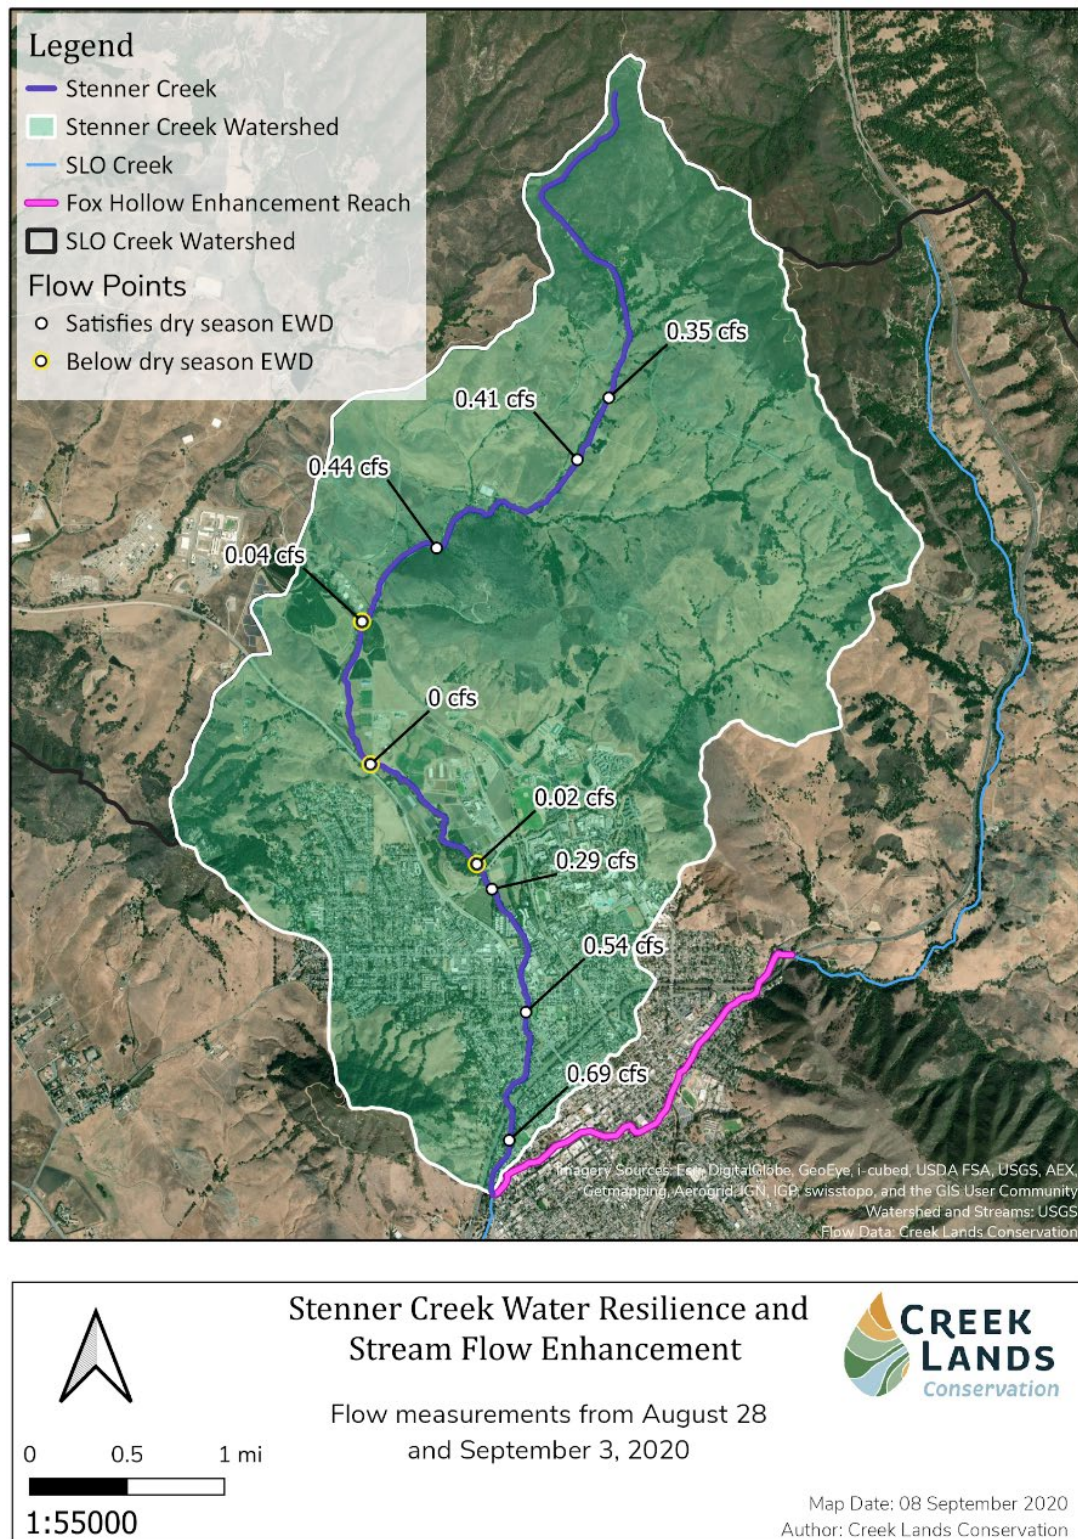 Legend
Stenner Creek
Stenner Creek Watershed
SLO Creek
Fox Hollow Enhancement Reach
SLO Creek Watershed
Flow Points
Satisfies dry season EWD
Below dry season EWD
0.35 cfs
0.41 cfs
0.44 cfs
0.04 cfs
0 cfs
0.02 cfs
0.29 cfs
0.54 cfs
0.69 cfs
Imagery Sources: Esri, DigitalGlobe, GeoEye, i-cubed, USDA FSA, USGS, AEX,
Getmapping, Aerogrid, IGN, IGP, swisstopo, and the GIS User Community
Watershed and Streams: USGS
Flow Data: Creek Lands Conservation
Stenner Creek Water Resilience and
Stream Flow Enhancement
Flow measurements from August 28
and September 3, 2020
CREEK
LANDS
Conservation
0 0.5 1 mi
1:55000
Map Date: 08 September 2020
Author: Creek Lands Conservation